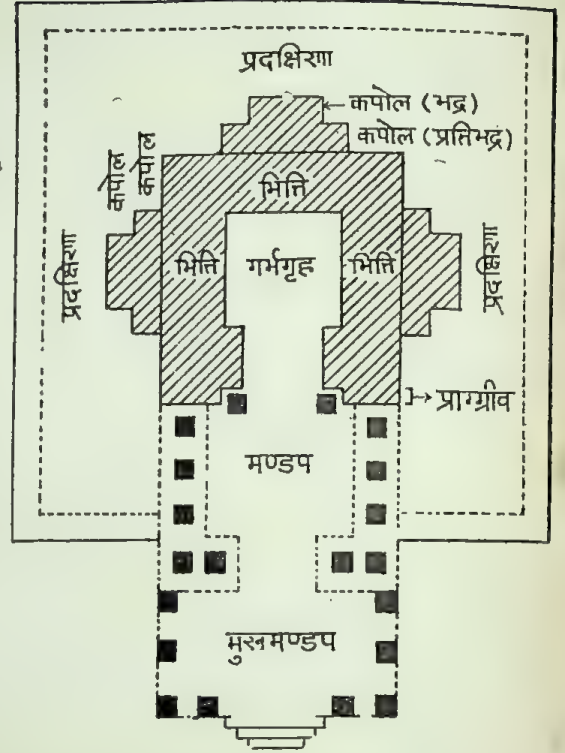 प्रदक्षिणा
कपोल (भद्र)
कपोल (प्रतिभद्र)
कपोल
कपोल
भित्ति
प्रदक्षिणा
भित्ति
गर्भगृह
भित्ति
प्रदक्षिणा
प्राग्ग्रीव
मण्डप
मुखमण्डप